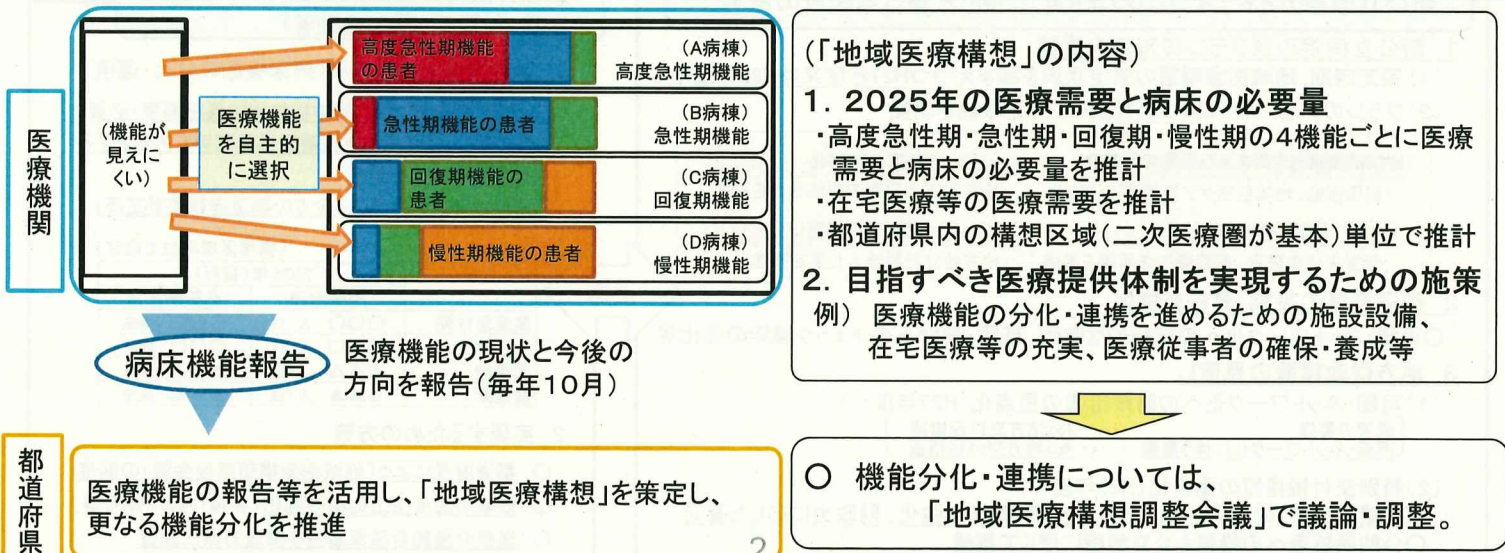 医療機関
(機能が
見えに
くい)
医療機能
を自主的
に選択
高度急性期機能
の患者
(A病棟)
高度急性期機能
急性期機能の患者
(B病棟)
急性期機能
回復期機能の
患者
(C病棟)
回復期機能
慢性期機能の患者
(D病棟)
慢性期機能
病床機能報告
医療機能の現状と今後の
方向を報告(毎年10月)
都道府県
医療機能の報告等を活用し、「地域医療構想」を策定し、
更なる機能分化を推進
2
(「地域医療構想」の内容)
1. 2025年の医療需要と病床の必要量
・高度急性期・急性期・回復期・慢性期の4機能ごとに医療
需要と病床の必要量を推計
・在宅医療等の医療需要を推計
・都道府県内の構想区域(二次医療圏が基本)単位で推計
2. 目指すべき医療提供体制を実現するための施策
例) 医療機能の分化・連携を進めるための施設設備、
在宅医療等の充実、医療従事者の確保・養成等
○ 機能分化・連携については、
「地域医療構想調整会議」で議論・調整。